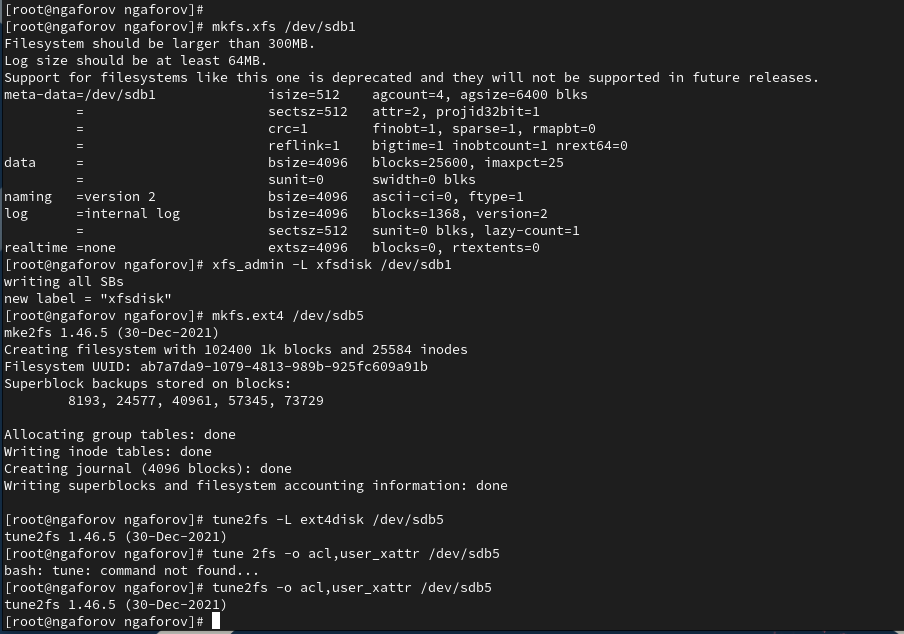 [root@ngaforov ngaforov]#
[root@ngaforov ngaforov]# mkfs.xfs /dev/sdb1
Filesystem should be larger than 300MB.
Log size should be at least 64MB.
Support for filesystems like this one is deprecated and they will not be supported in future releases.
meta-data=/dev/sdb1              isize=512    agcount=4, agsize=6400 blks
         =                       sectsz=512   attr=2, projid32bit=1
         =                       crc=1        finobt=1, sparse=1, rmapbt=0
         =                       reflink=1    bigtime=1 inobtcount=1 nrext64=0
data     =                       bsize=4096   blocks=25600, imaxpct=25
         =                       sunit=0      swidth=0 blks
naming   =version 2              bsize=4096   ascii-ci=0, ftype=1
log      =internal log           bsize=4096   blocks=1368, version=2
         =                       sectsz=512   sunit=0 blks, lazy-count=1
realtime =none                   extsz=4096   blocks=0, rtextents=0
[root@ngaforov ngaforov]# xfs_admin -L xfsdisk /dev/sdb1
writing all SBs
new label = "xfsdisk"
[root@ngaforov ngaforov]# mkfs.ext4 /dev/sdb5
mke2fs 1.46.5 (30-Dec-2021)
Creating filesystem with 102400 1k blocks and 25584 inodes
Filesystem UUID: ab7a7da9-1079-4813-989b-925fc609a91b
Superblock backups stored on blocks:
        8193, 24577, 40961, 57345, 73729

Allocating group tables: done
Writing inode tables: done
Creating journal (4096 blocks): done
Writing superblocks and filesystem accounting information: done

[root@ngaforov ngaforov]# tune2fs -L ext4disk /dev/sdb5
tune2fs 1.46.5 (30-Dec-2021)
[root@ngaforov ngaforov]# tune 2fs -o acl,user_xattr /dev/sdb5
bash: tune: command not found...
[root@ngaforov ngaforov]# tune2fs -o acl,user_xattr /dev/sdb5
tune2fs 1.46.5 (30-Dec-2021)
[root@ngaforov ngaforov]#